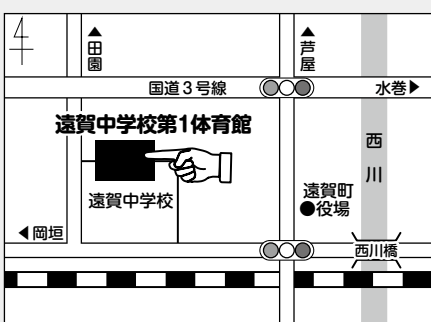 ▲田園
▲芦屋
国道3号線
水巻▶
遠賀中学校第1体育館
西川
遠賀中学校
遠賀町
●役場
◀岡垣
西川橋